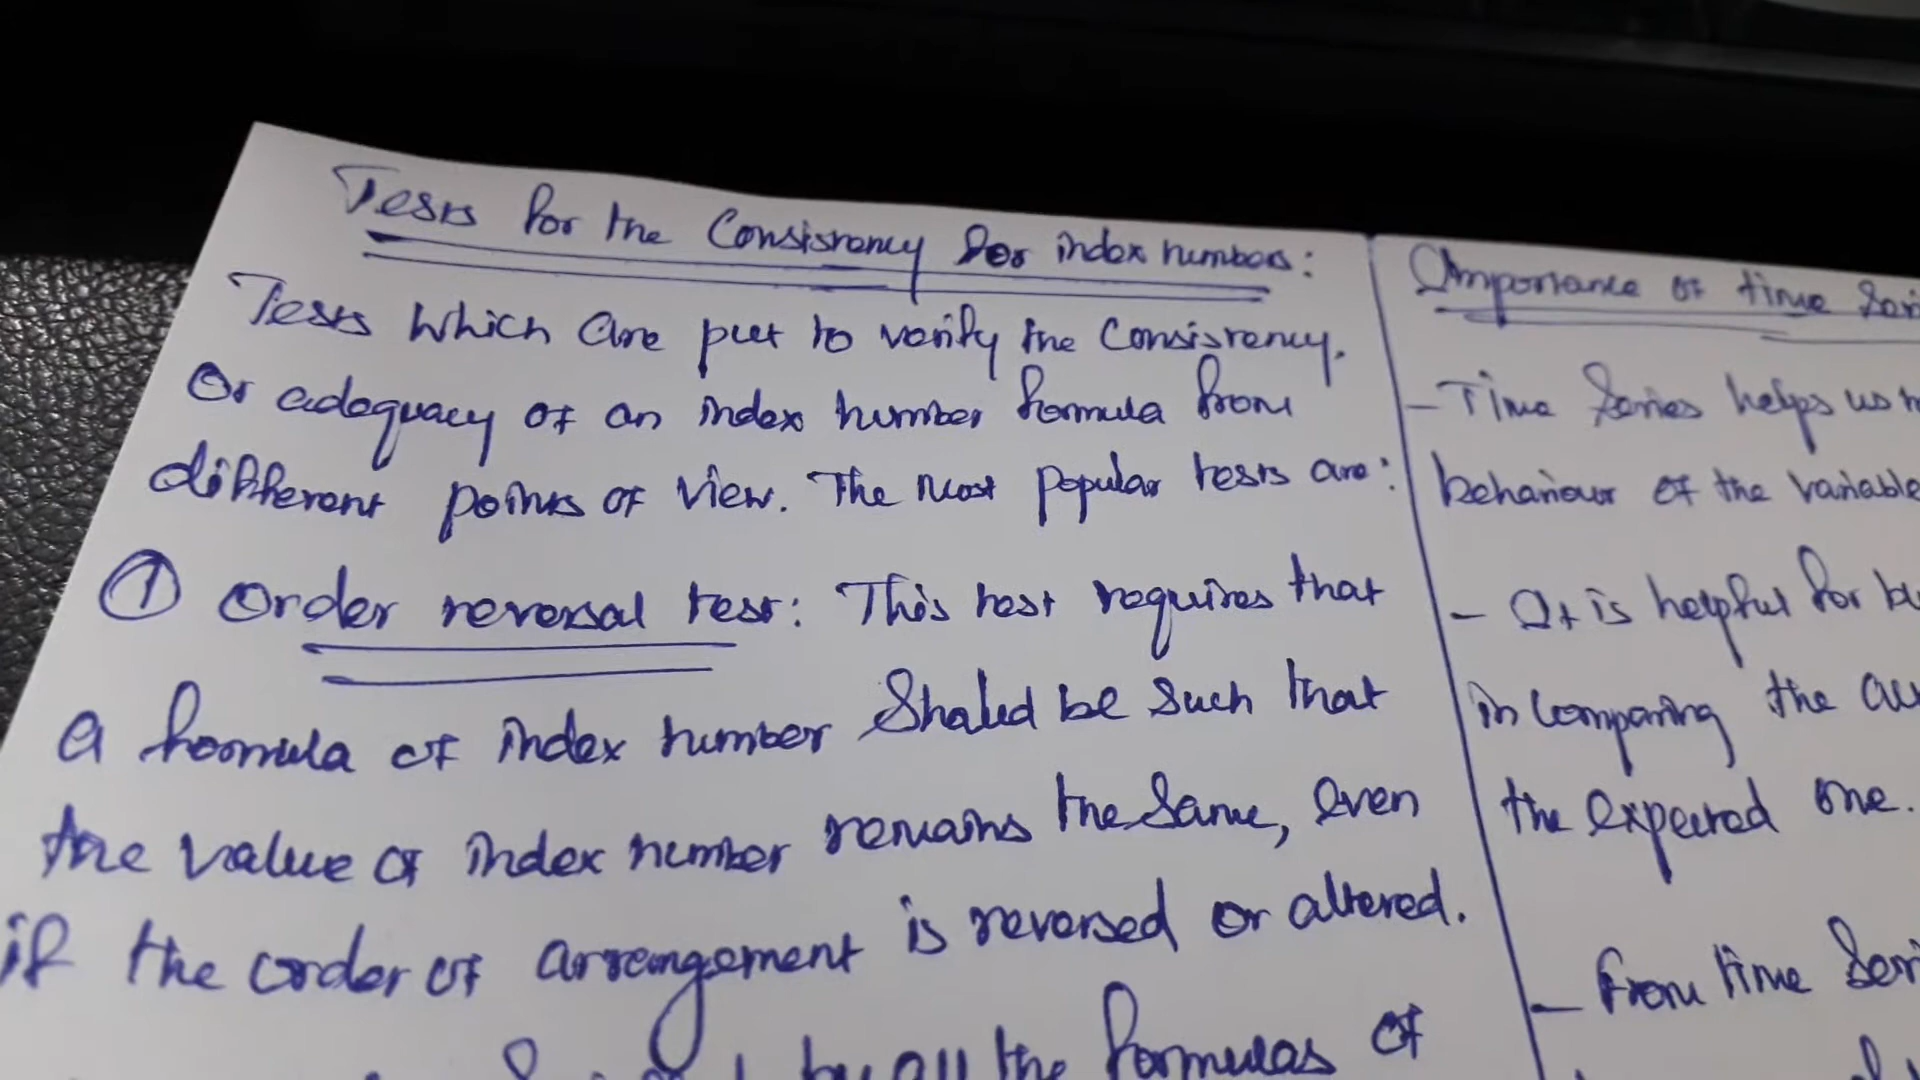 Tests for the Consistency for index numbers:
Tests which are put to verify the Consistency.
Or adequacy of an index number formula from
different points of view. The most popular tests are:
① Order reversal test: This test requires that
a formula of index number Should be such that
the value of index number remains the same, even
if the order of arrangement is reversed or altered.
by all the formulas of
Importance of time Seri
- Time Series helps us
behaviour of the variable
- It is helpful for
in Comparing the
the expected one.
- From time Seri